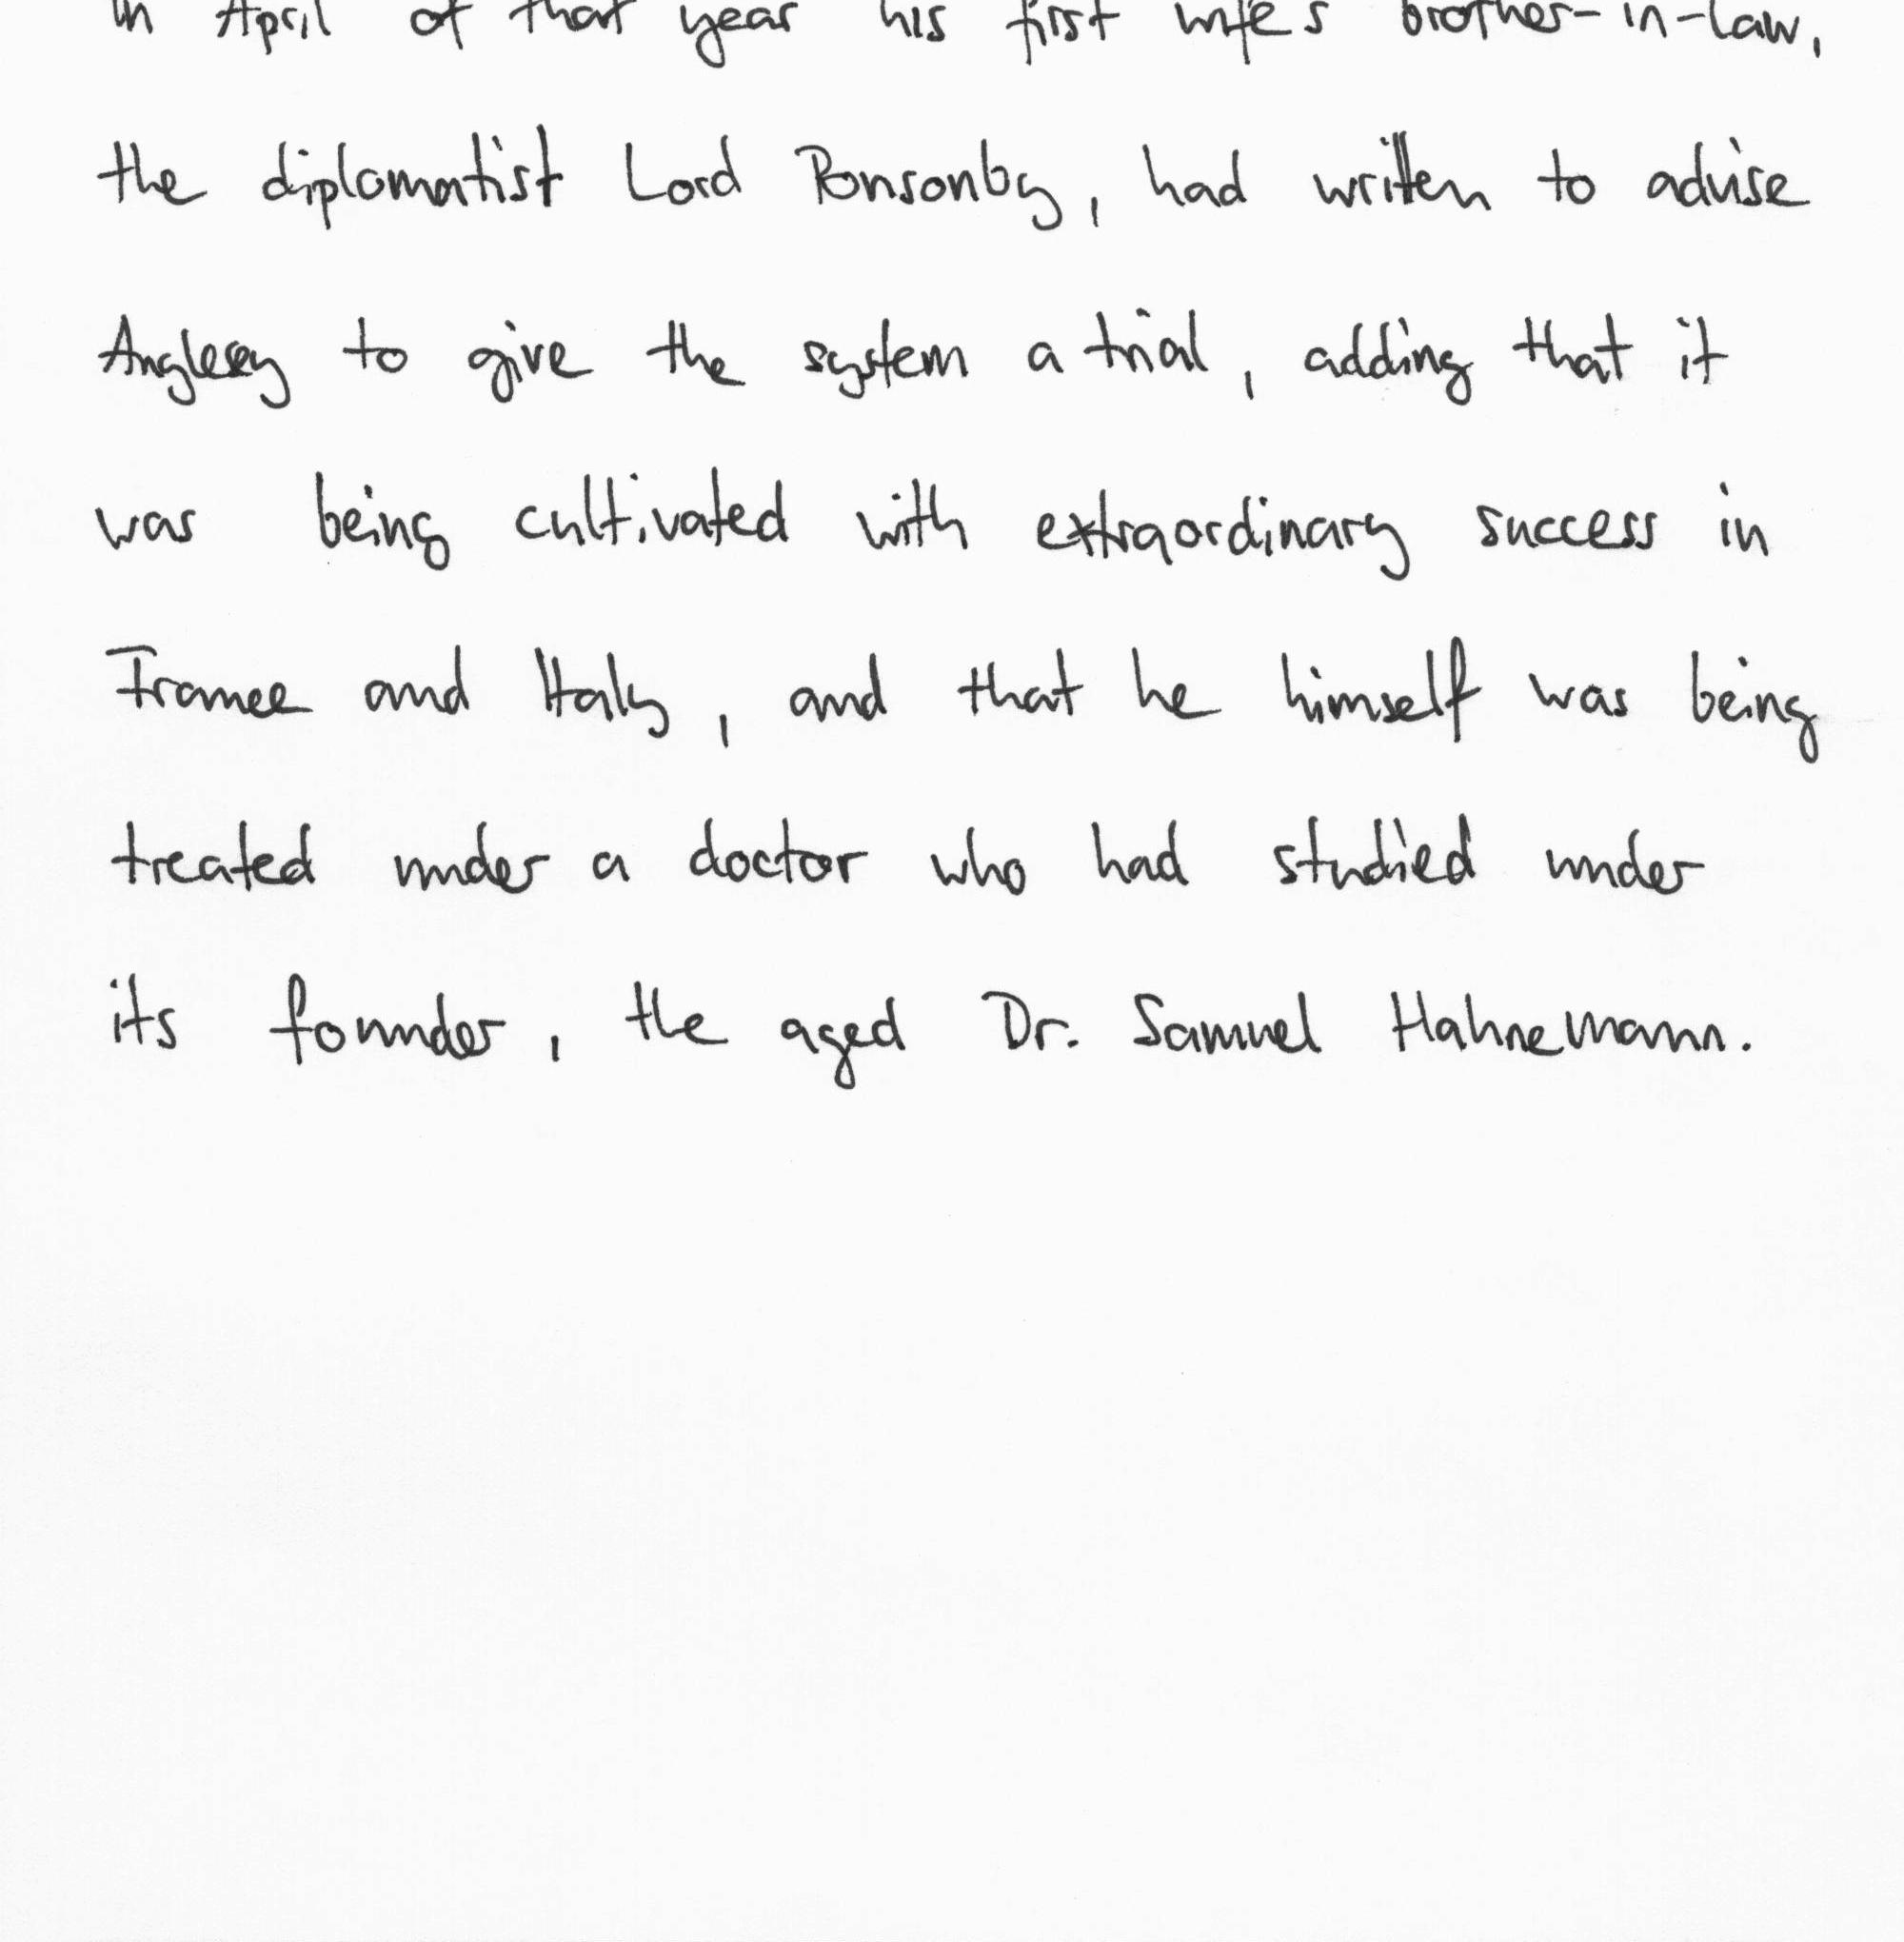 in April of that year his first wife's brother-in-law,
the diplomatist Lord Ponsonby, had written to advise
Anglesey to give the system a trial, adding that it
was being cultivated with extraordinary success in
France and Italy, and that he himself was being
treated under a doctor who had studied under
its founder, the aged Dr. Samuel Hahnemann.